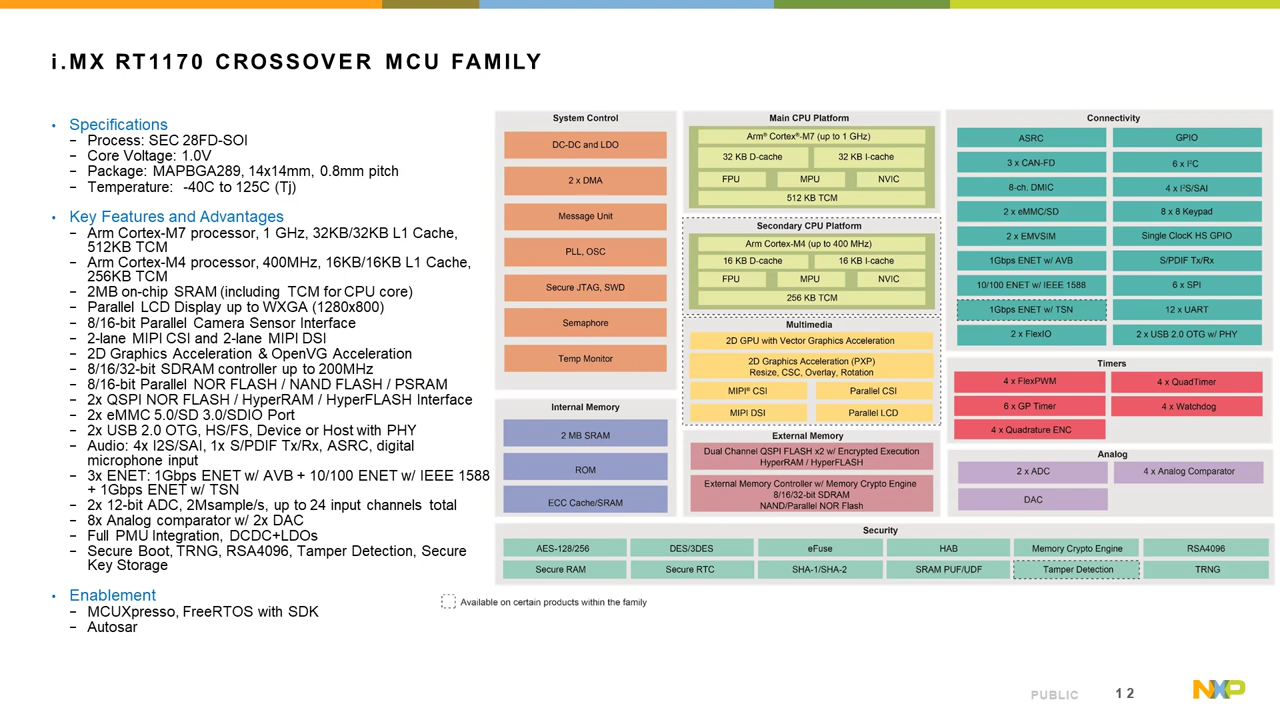 i.MX RT1170 CROSSOVER MCU FAMILY
• Specifications
− Process: SEC 28FD-SOI
− Core Voltage: 1.0V
− Package: MAPBGA289, 14x14mm, 0.8mm pitch
− Temperature: -40C to 125C (Tj)
• Key Features and Advantages
− Arm Cortex-M7 processor, 1 GHz, 32KB/32KB L1 Cache,
512KB TCM
− Arm Cortex-M4 processor, 400MHz, 16KB/16KB L1 Cache,
256KB TCM
− 2MB on-chip SRAM (including TCM for CPU core)
− Parallel LCD Display up to WXGA (1280x800)
− 8/16-bit Parallel Camera Sensor Interface
− 2-lane MIPI CSI and 2-lane MIPI DSI
− 2D Graphics Acceleration & OpenVG Acceleration
− 8/16/32-bit SDRAM controller up to 200MHz
− 8/16-bit Parallel NOR FLASH / NAND FLASH / PSRAM
− 2x QSPI NOR FLASH / HyperRAM / HyperFLASH Interface
− 2x eMMC 5.0/SD 3.0/SDIO Port
− 2x USB 2.0 OTG, HS/FS, Device or Host with PHY
− Audio: 4x I2S/SAI, 1x S/PDIF Tx/Rx, ASRC, digital
microphone input
− 3x ENET: 1Gbps ENET w/ AVB + 10/100 ENET w/ IEEE 1588
+ 1Gbps ENET w/ TSN
− 2x 12-bit ADC, 2Msample/s, up to 24 input channels total
− 8x Analog comparator w/ 2x DAC
− Full PMU Integration, DCDC+LDOs
− Secure Boot, TRNG, RSA4096, Tamper Detection, Secure
Key Storage
• Enablement
− MCUXpresso, FreeRTOS with SDK
− Autosar
System Control
DC-DC and LDO
2 x DMA
Message Unit
PLL, OSC
Secure JTAG, SWD
Semaphore
Temp Monitor
Internal Memory
2 MB SRAM
ROM
ECC Cache/SRAM
Main CPU Platform
Arm® Cortex®-M7 (up to 1 GHz)
32 KB D-cache 32 KB I-cache
FPU MPU NVIC
512 KB TCM
Secondary CPU Platform
Arm Cortex-M4 (up to 400 MHz)
16 KB D-cache 16 KB I-cache
FPU MPU NVIC
256 KB TCM
Multimedia
2D GPU with Vector Graphics Acceleration
2D Graphics Acceleration (PXP)
Resize, CSC, Overlay, Rotation
MIPI® CSI Parallel CSI
MIPI DSI Parallel LCD
External Memory
Dual Channel QSPI FLASH x2 w/ Encrypted Execution
HyperRAM / HyperFLASH
External Memory Controller w/ Memory Crypto Engine
8/16/32-bit SDRAM
NAND/Parallel NOR Flash
Connectivity
ASRC GPIO
3 x CAN-FD 6 x I²C
8-ch. DMIC 4 x I²S/SAI
2 x eMMC/SD 8 x 8 Keypad
2 x EMVSIM Single ClocK HS GPIO
1Gbps ENET w/ AVB S/PDIF Tx/Rx
10/100 ENET w/ IEEE 1588 6 x SPI
1Gbps ENET w/ TSN 12 x UART
2 x FlexIO 2 x USB 2.0 OTG w/ PHY
Timers
4 x FlexPWM 4 x QuadTimer
6 x GP Timer 4 x Watchdog
4 x Quadrature ENC
Analog
2 x ADC 4 x Analog Comparator
DAC
Security
AES-128/256 DES/3DES eFuse HAB Memory Crypto Engine RSA4096
Secure RAM Secure RTC SHA-1/SHA-2 SRAM PUF/UDF Tamper Detection TRNG
Available on certain products within the family
PUBLIC 12
NXP